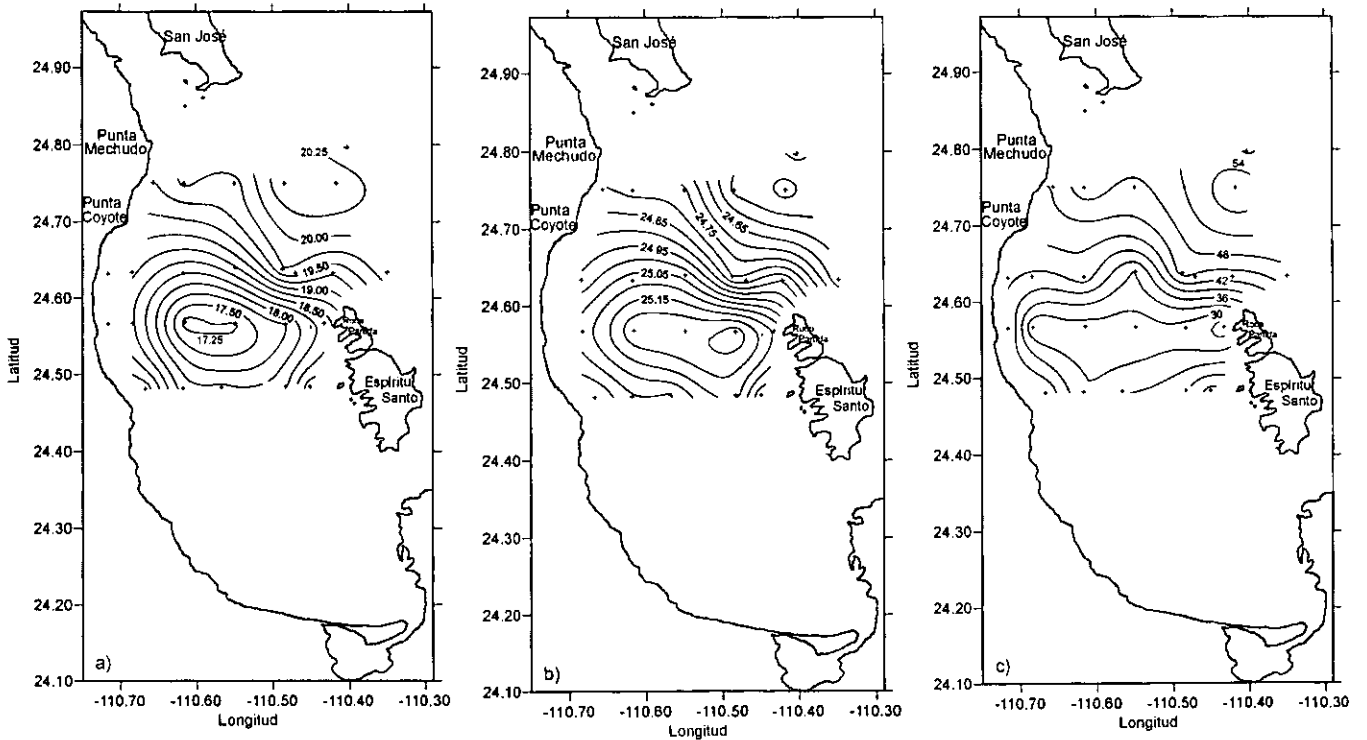 San José
24.90
Punta
Mechudo
24.80
20.25
Punta
Coyote
24.70
20.00
19.50
19.00
18.50
18.00
17.50
17.25
24.60
Partida
24.50
Espíritu
Santo
Latitud
24.40
24.30
24.20
a)
24.10
-110.70
-110.60
-110.50
-110.40
-110.30
Longitud
San José
24.90
Punta
Mechudo
24.80
Punta
Coyote
24.70
24.65
24.75
24.65
24.95
25.05
25.15
24.60
Partida
24.50
Espíritu
Santo
Latitud
24.40
24.30
24.20
b)
24.10
-110.70
-110.60
-110.50
-110.40
-110.30
Longitud
San José
24.90
Punta
Mechudo
24.80
54
Punta
Coyote
24.70
48
42
36
30
24.60
Partida
24.50
Espíritu
Santo
Latitud
24.40
24.30
24.20
c)
24.10
-110.70
-110.60
-110.50
-110.40
-110.30
Longitud